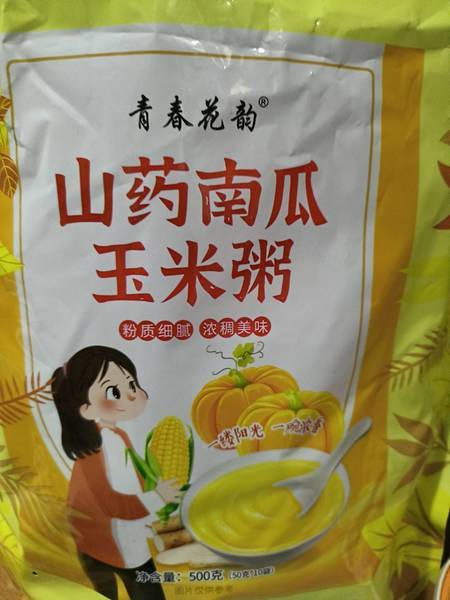 青春花韵®
山药南瓜
玉米粥
粉质细腻 浓稠美味
一缕阳光 一碗
净含量: 500克 (50克*10袋)
图片仅供参考